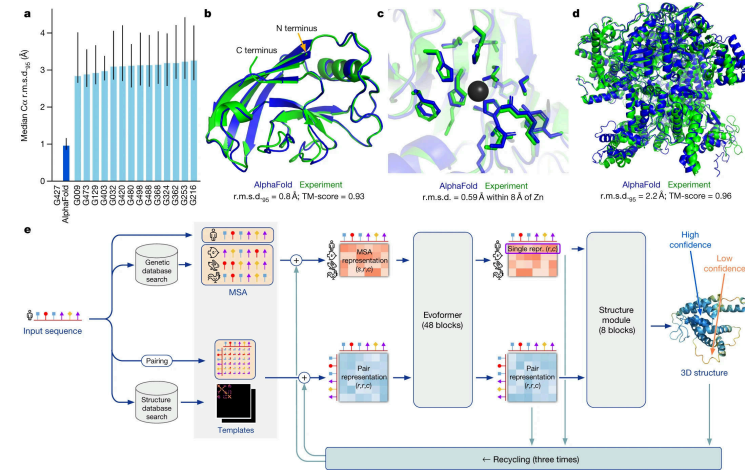 a
Median Cα r.m.s.d.95 (Å)
4
3
2
1
0
G427
AlphaFold
G009
G473
G129
G403
G032
G420
G480
G498
G488
G368
G324
G362
G253
G216
b
N terminus
C terminus
AlphaFold Experiment
r.m.s.d.95 = 0.8 Å; TM-score = 0.93
c
AlphaFold Experiment
r.m.s.d. = 0.59 Å within 8 Å of Zn
d
AlphaFold Experiment
r.m.s.d.95 = 2.2 Å; TM-score = 0.96
e
Input sequence
Genetic
database
search
MSA
Pairing
Structure
database
search
Templates
+
+
MSA
representation
(s,r,c)
Pair
representation
(r,r,c)
Evoformer
(48 blocks)
Single repr. (r,c)
Pair
representation
(r,r,c)
Structure
module
(8 blocks)
High
confidence
Low
confidence
3D structure
← Recycling (three times)